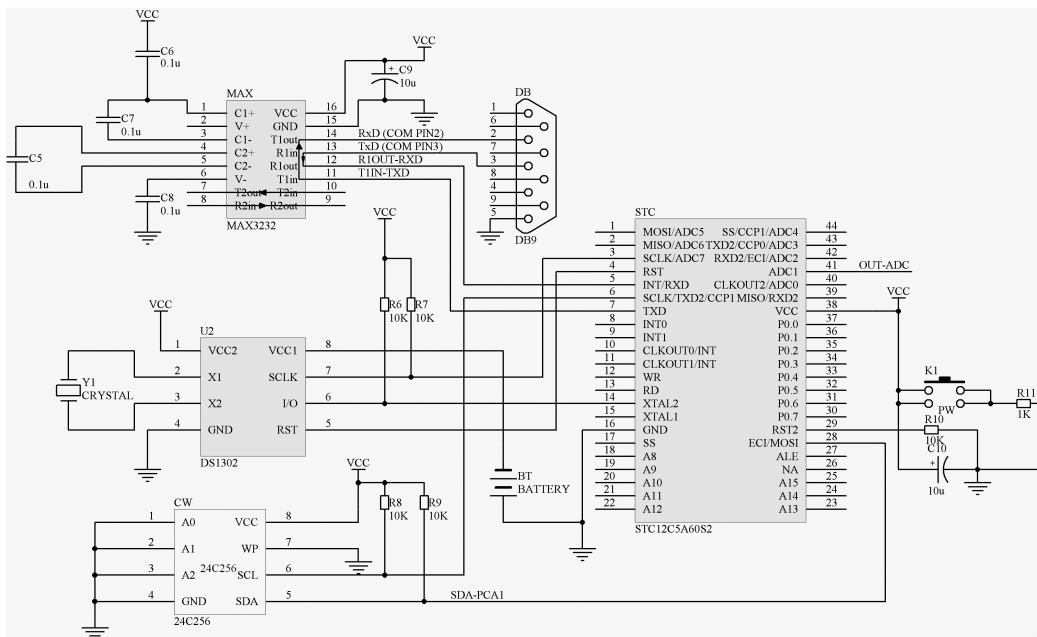 VCC
C6
0.1u
VCC
C9
10u
MAX
DB
1 C1+ VCC 16
2 V+ GND 15
3 C1- T1out 14 RxD (COM PIN2)
4 C2+ R1in 13 TxD (COM PIN3)
5 C2- R1out 12 R1OUT-RXD
6 V- T1in 11 T1IN-TXD
7 T2out T2in 10
8 R2in R2out 9
MAX3232
C7
0.1u
C5
0.1u
C8
0.1u
1
6
2
7
3
8
4
9
5
DB9
VCC
R6
10K
R7
10K
STC
1 MOSI/ADC5 SS/CCP1/ADC4 44
2 MISO/ADC6 TXD2/CCP0/ADC3 43
3 SCLK/ADC7 RXD2/ECI/ADC2 42
4 RST ADC1 41 OUT-ADC
5 INT/RXD CLKOUT2/ADC0 40
6 SCLK/TXD2/CCP1 MISO/RXD2 39
7 TXD VCC 38
8 INT0 P0.0 37
9 INT1 P0.1 36
10 CLKOUT0/INT P0.2 35
11 CLKOUT1/INT P0.3 34
12 WR P0.4 33
13 RD P0.5 32
14 XTAL2 P0.6 31
15 XTAL1 P0.7 30
16 GND RST2 29
17 SS ECI/MOSI 28
18 A8 ALE 27
19 A9 NA 26
20 A10 A15 25
21 A11 A14 24
22 A12 A13 23
STC12C5A60S2
VCC
K1
PW
R11
1K
R10
10K
C10
10u
VCC
U2
1 VCC2 VCC1 8
2 X1 SCLK 7
3 X2 I/O 6
4 GND RST 5
DS1302
Y1
CRYSTAL
BT
BATTERY
VCC
R8
10K
R9
10K
CW
1 A0 VCC 8
2 A1 WP 7
24C256
3 A2 SCL 6
4 GND SDA 5
24C256
SDA-PCA1